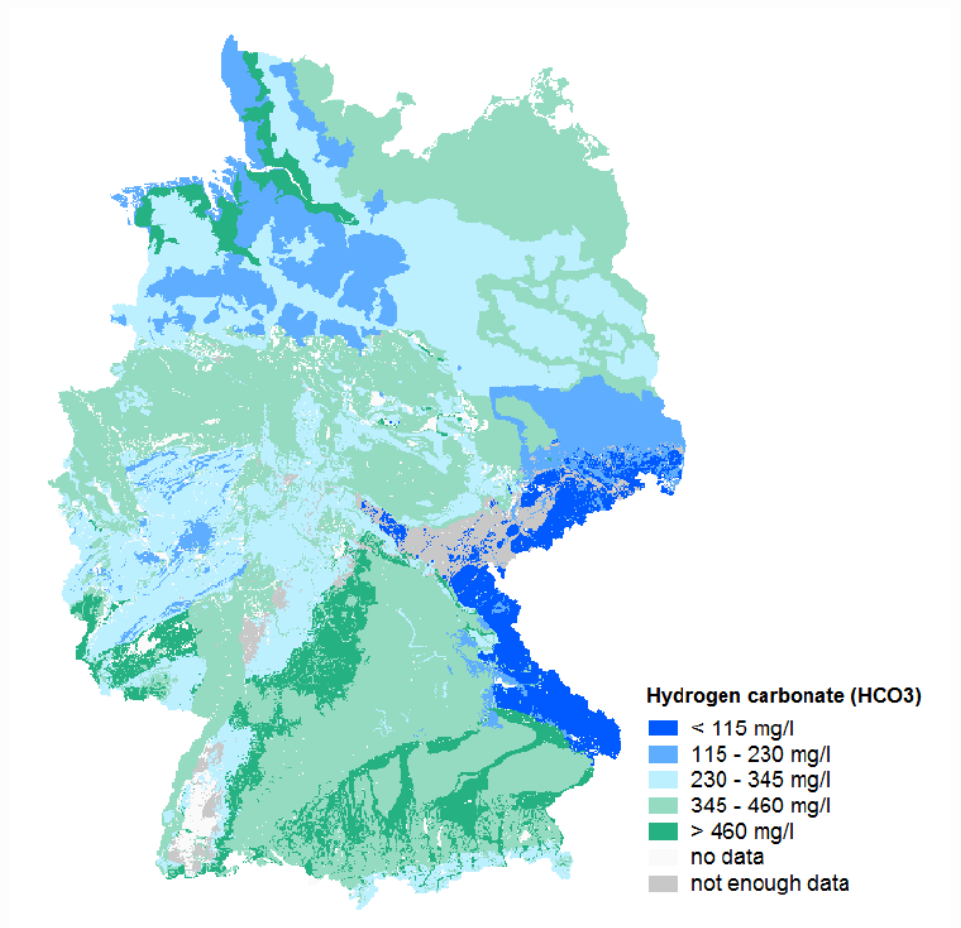 Hydrogen carbonate (HCO3)
< 115 mg/l
115 - 230 mg/l
230 - 345 mg/l
345 - 460 mg/l
> 460 mg/l
no data
not enough data